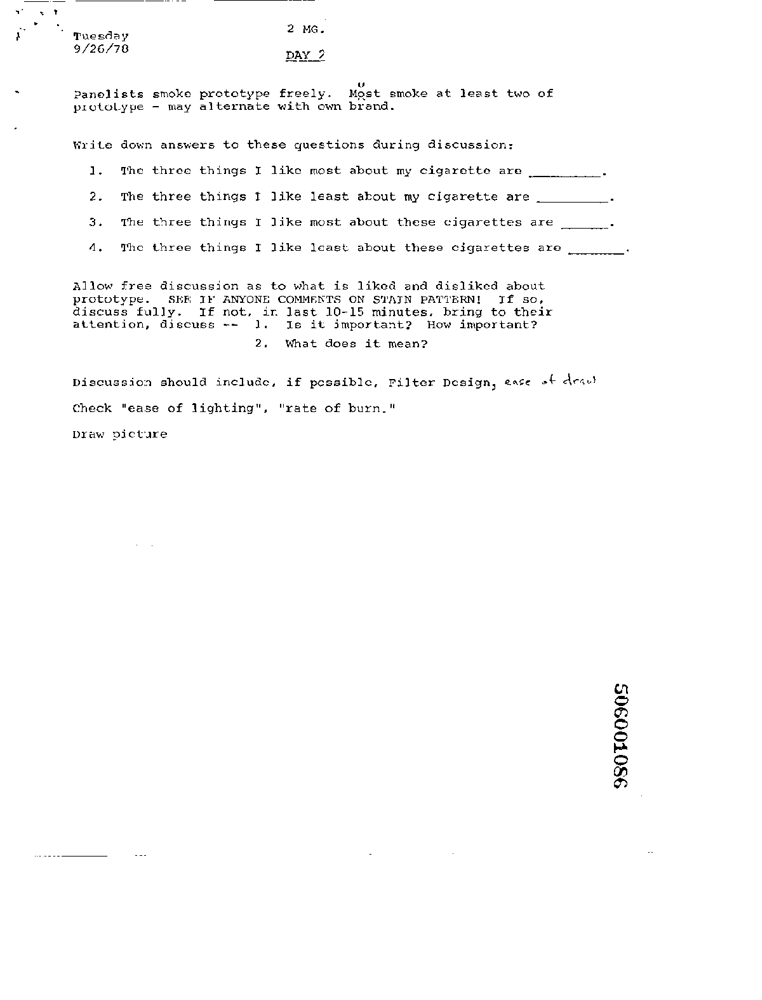 2 MG.
Tuesday
9/26/78
DAY 2
Panelists smoke prototype freely. Must smoke at least two of
prototype - may alternate with own brand.
Write down answers to these questions during discussion:
1. The three things I like most about my cigarette are _________.
2. The three things I like least about my cigarette are _________.
3. The three things I like most about these cigarettes are ______.
4. The three things I like least about these cigarettes are _______.
Allow free discussion as to what is liked and disliked about
prototype. SEE IF ANYONE COMMENTS ON STAIN PATTERN! If so,
discuss fully. If not, in last 10-15 minutes, bring to their
attention, discuss -- 1. Is it important? How important?
2. What does it mean?
Discussion should include, if possible, Filter Design, ease of draw
Check "ease of lighting", "rate of burn."
Draw picture
506001086